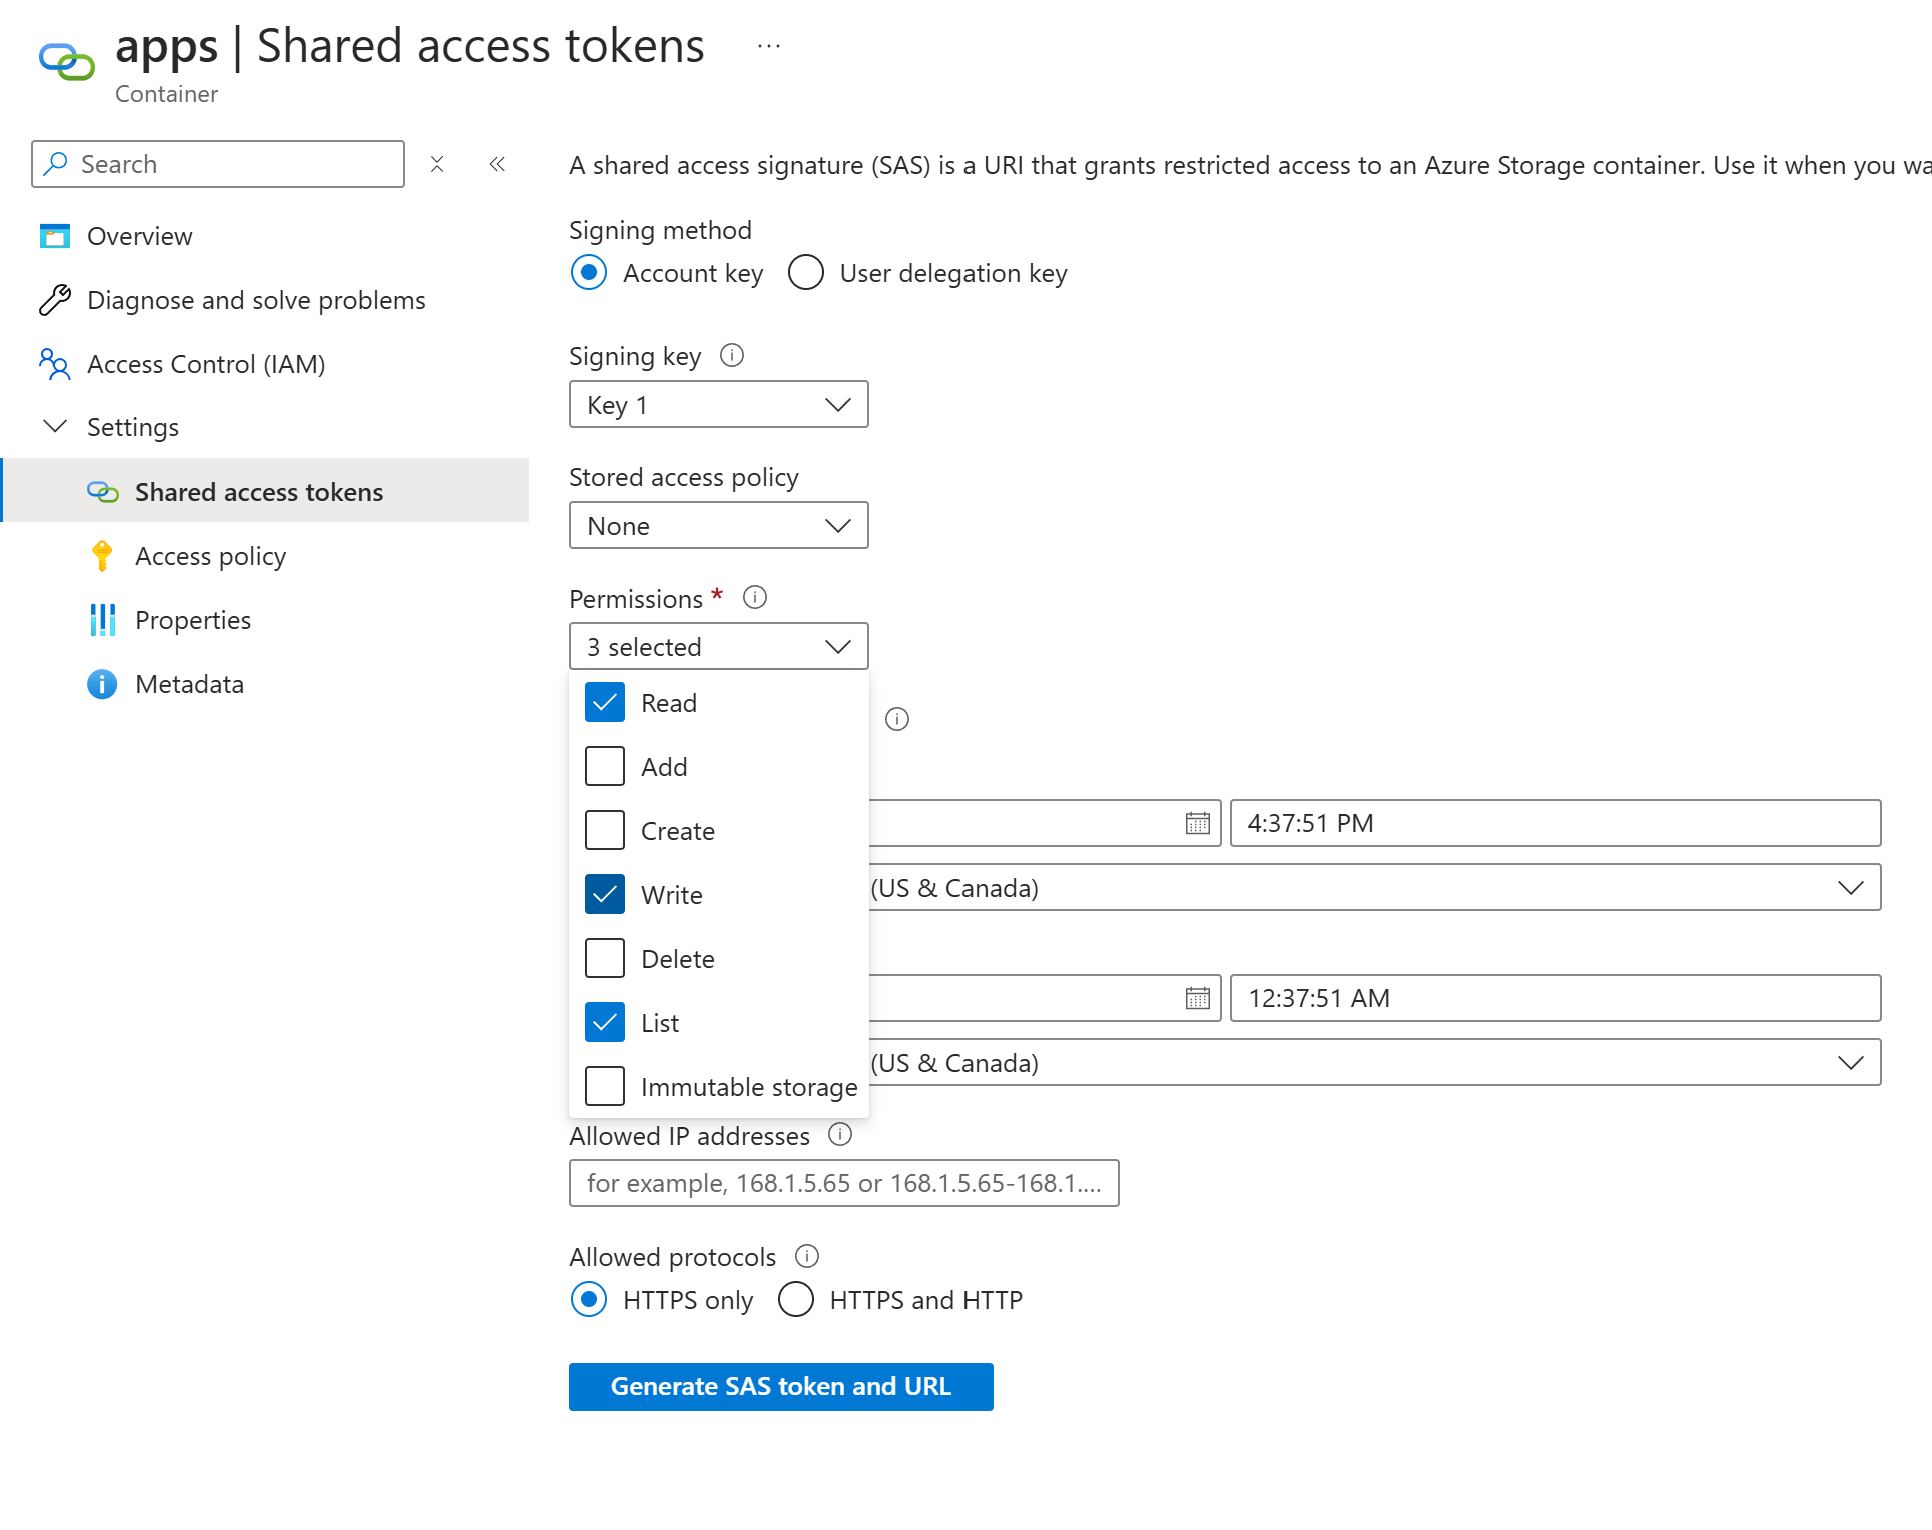 apps | Shared access tokens ...
Container
Search
Overview
Diagnose and solve problems
Access Control (IAM)
Settings
Shared access tokens
Access policy
Properties
Metadata
A shared access signature (SAS) is a URI that grants restricted access to an Azure Storage container. Use it when you wa
Signing method
Account key
User delegation key
Signing key
Key 1
Stored access policy
None
Permissions *
3 selected
Read
Add
Create
Write
Delete
List
Immutable storage
4:37:51 PM
(US & Canada)
12:37:51 AM
(US & Canada)
Allowed IP addresses
for example, 168.1.5.65 or 168.1.5.65-168.1....
Allowed protocols
HTTPS only
HTTPS and HTTP
Generate SAS token and URL